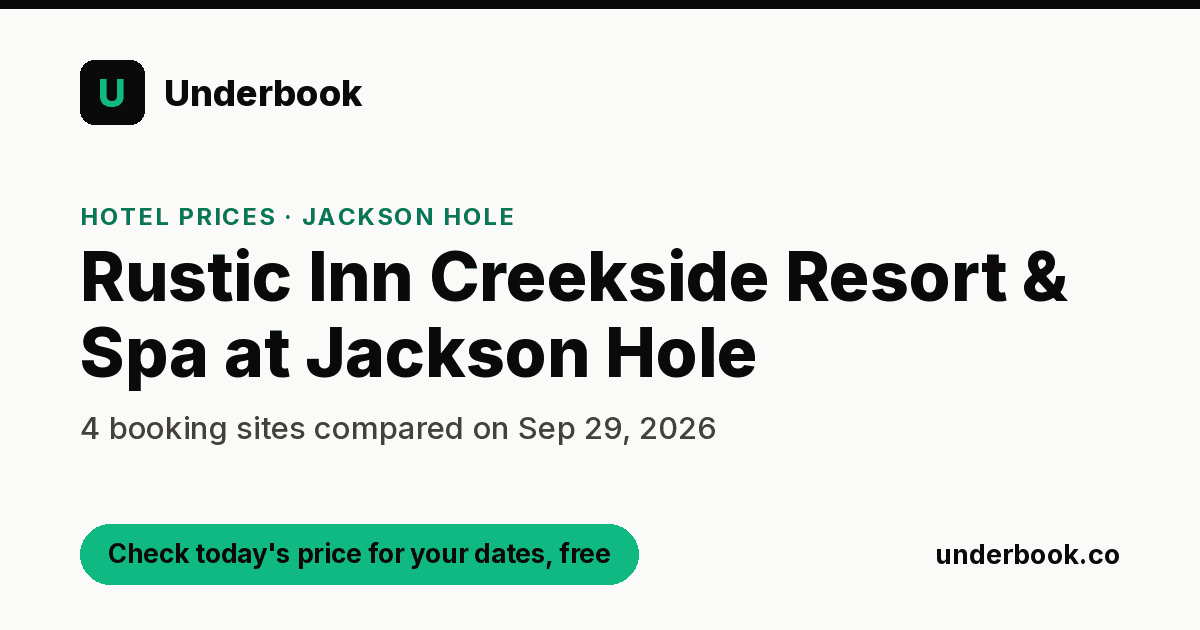 U Underbook
HOTEL PRICES · JACKSON HOLE
Rustic Inn Creekside Resort &
Spa at Jackson Hole
4 booking sites compared on Sep 29, 2026
Check today's price for your dates, free
underbook.co